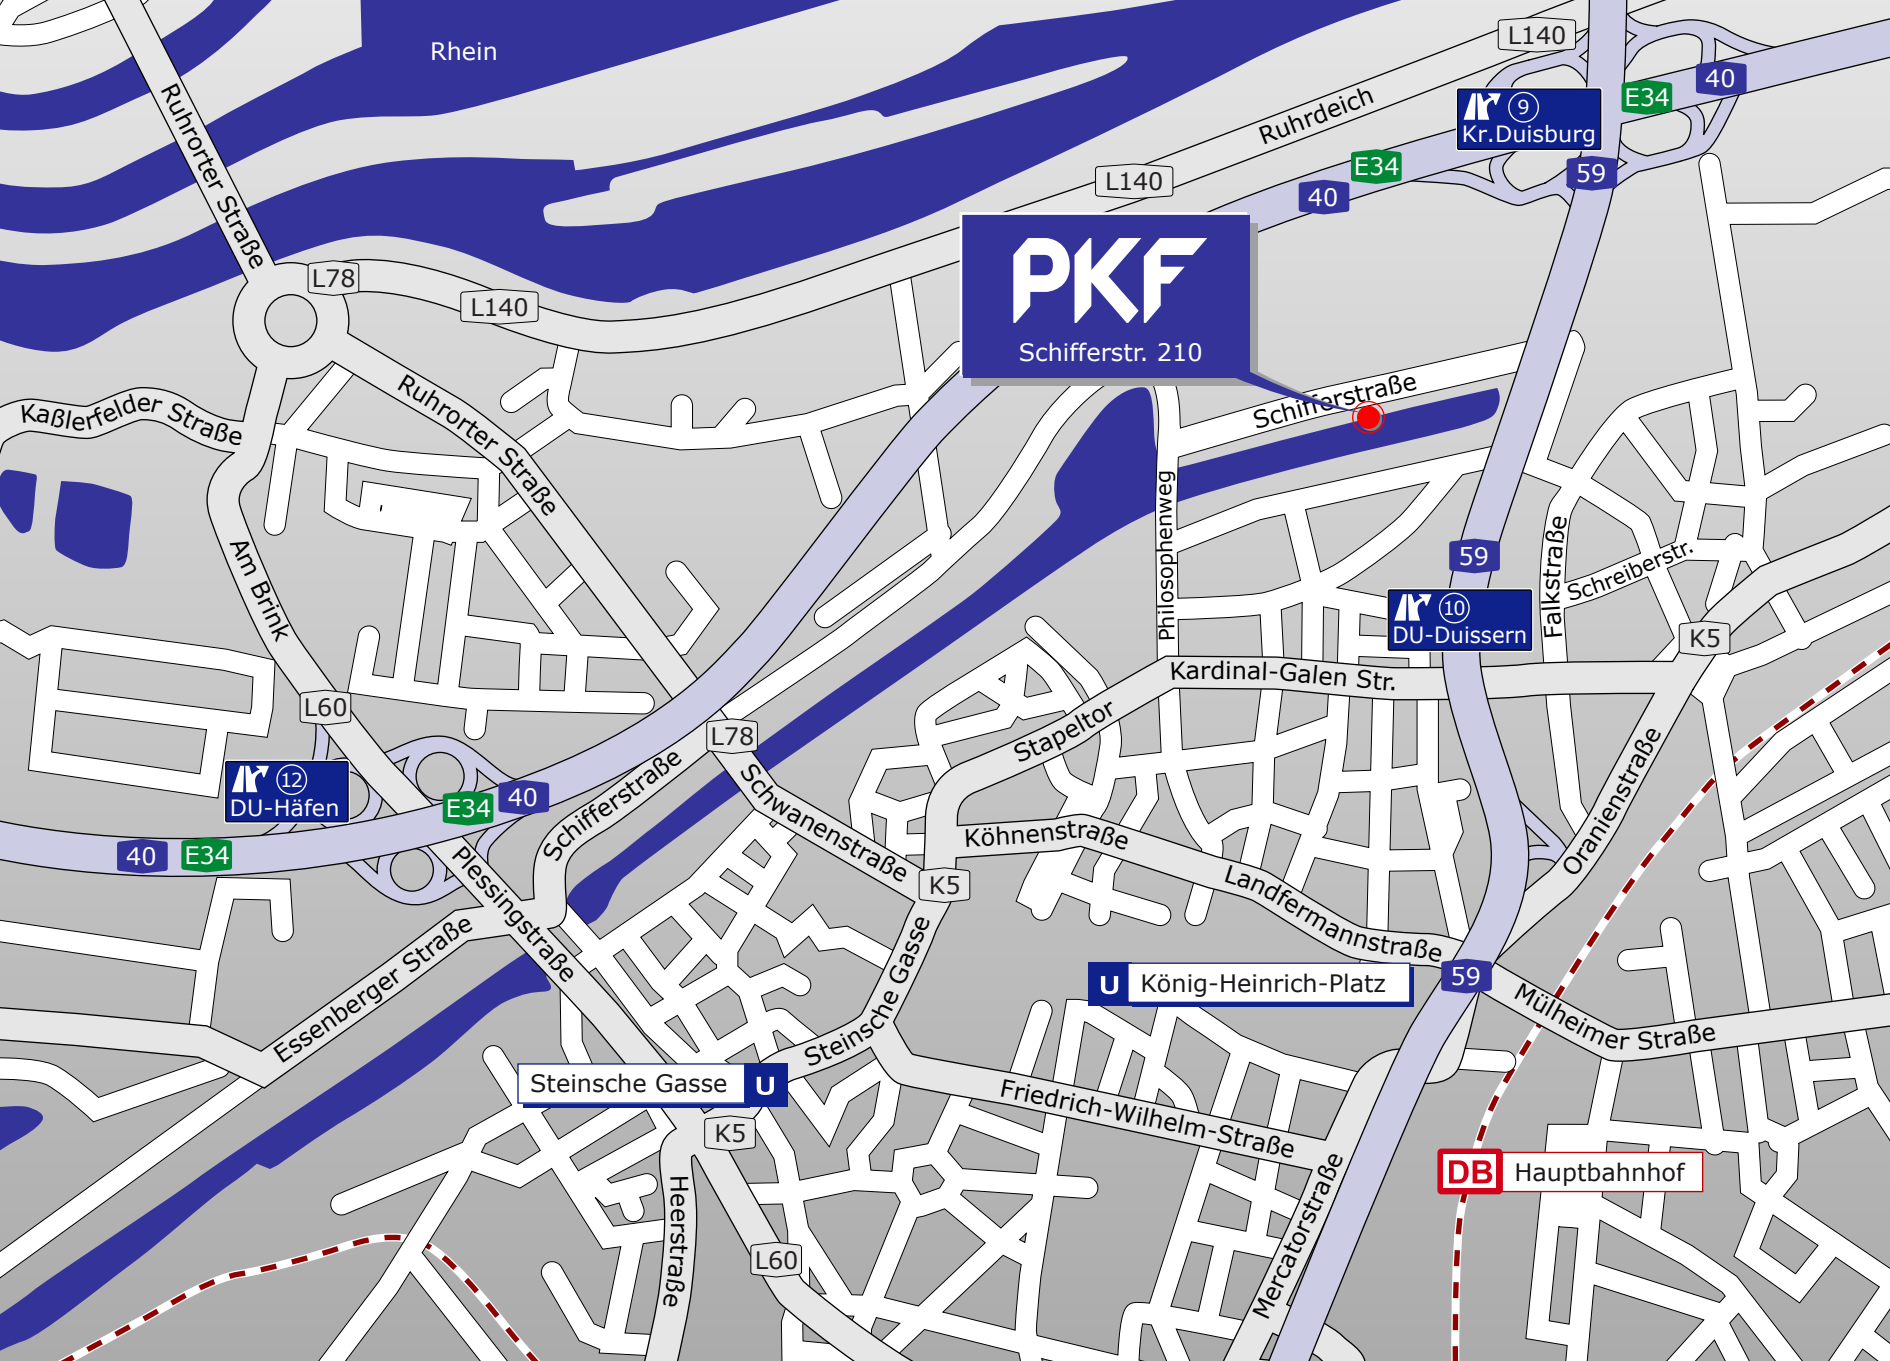 Rhein
L140
40
E34
9
Kr.Duisburg
Ruhrdeich
Ruhrorter Straße
E34
40
59
L140
L78
L140
PKF
Schifferstr. 210
Schifferstraße
Kaßlerfelder Straße
Ruhrorter Straße
Philosophenweg
59
Falkstraße
Schreiberstr.
Am Brink
10
DU-Duissern
K5
Kardinal-Galen Str.
L60
Stapeltor
L78
12
DU-Häfen
E34
40
Schifferstraße
Schwanenstraße
Oranienstraße
Köhnenstraße
40
E34
Plessingstraße
K5
Landfermannstraße
Essenberger Straße
Steinsche Gasse
59
U
König-Heinrich-Platz
Mülheimer Straße
Steinsche Gasse
U
Friedrich-Wilhelm-Straße
K5
DB
Hauptbahnhof
Heerstraße
Mercatorstraße
L60